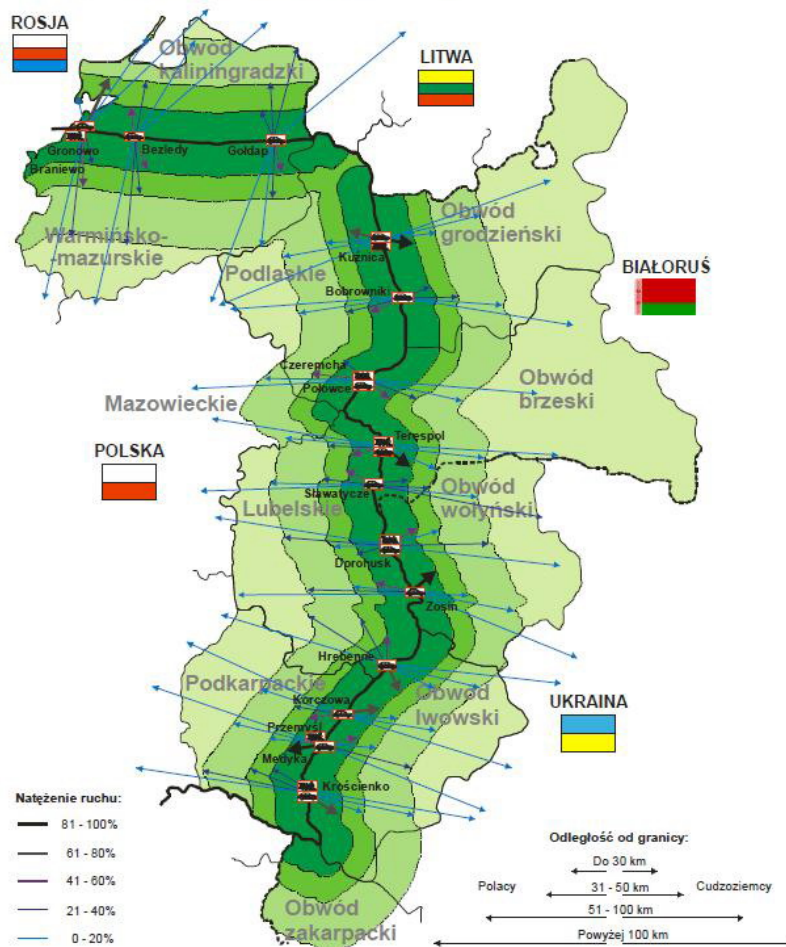 ROSJA
Obwód
kaliningradzki
LITWA
Gronowo
Bezledy
Gołdap
Braniewo
Warmińsko-
mazurskie
Obwód
grodzieński
Kuźnica
Podlaskie
BIAŁORUŚ
Bobrowniki
Czeremcha
Połowce
Obwód
brzeski
Mazowieckie
POLSKA
Terespol
Sławatycze
Obwód
wołyński
Lubelskie
Dorohusk
Zosin
Hrebenne
Podkarpackie
Obwód
lwowski
Korczowa
UKRAINA
Przemyśl
Medyka
Krościenko
Natężenie ruchu:
81 - 100%
61 - 80%
41 - 60%
21 - 40%
0 - 20%
Odległość od granicy:
Do 30 km
Polacy
31 - 50 km
Cudzoziemcy
51 - 100 km
Powyżej 100 km
Obwód
zakarpacki